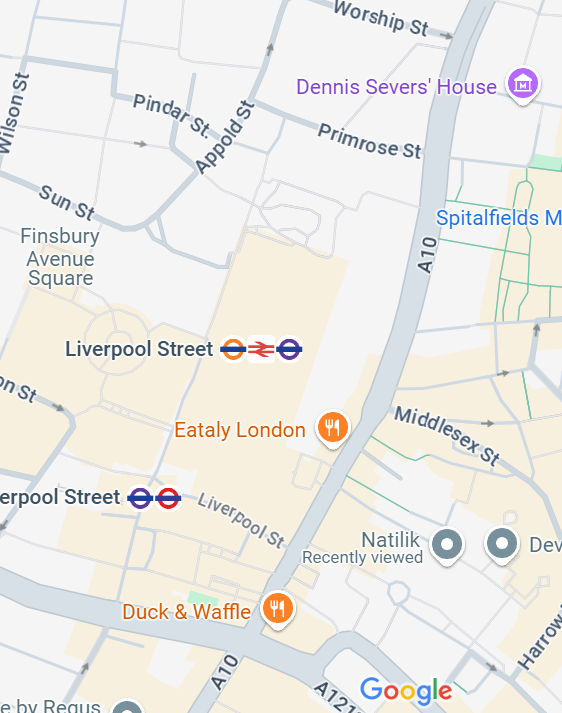 Worship St
Dennis Severs' House
Wilson St
Pindar St.
Appold St
Primrose St
Sun St
Spitalfields M
Finsbury
Avenue
Square
A10
Liverpool Street
on St
Eataly London
Middlesex St
erpool Street
Liverpool St
Natilik
Recently viewed
Dev
Duck & Waffle
Harrow
A10
Google
A121
e by Regus